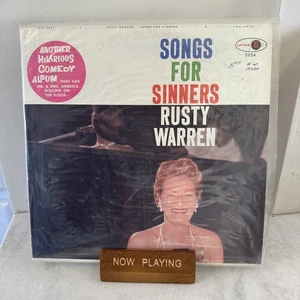 ANOTHER
HILARIOUS
COMEDY
ALBUM THAT HAS
MR. & MRS. AMERICA
ROLLING ON
THE FLOOR
SONGS
FOR
SINNERS
RUSTY
WARREN
2024
NOW PLAYING